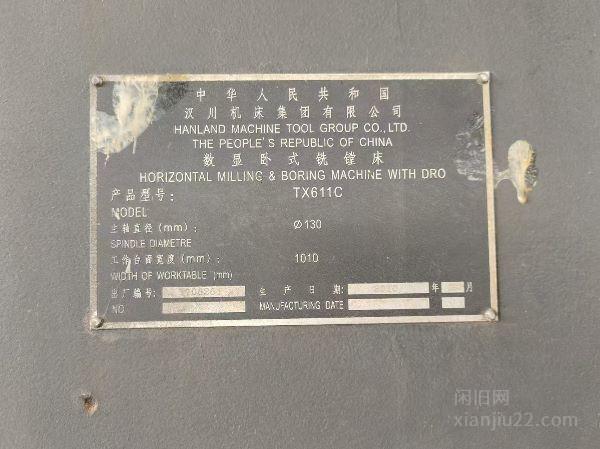 中华人民共和国
汉川机床集团有限公司
HANLAND MACHINE TOOL GROUP CO.,LTD.
THE PEOPLE'S REPUBLIC OF CHINA
数显卧式铣镗床
HORIZONTAL MILLING & BORING MACHINE WITH DRO
产品型号: TX611C
MODEL
主轴直径(mm): Ø130
SPINDLE DIAMETRE
工作台面宽度(mm): 1010
WIDTH OF WORKTABLE (mm)
出厂编号: 生产日期: 年 月
NO MANUFACTURING DATE
闲旧网
xianjiu22.com